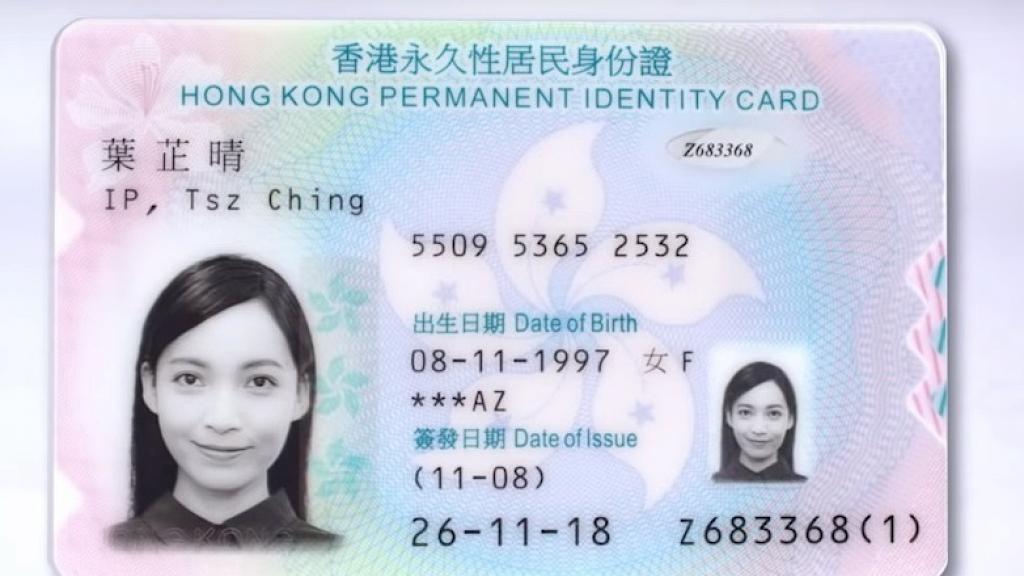 香港永久性居民身份證
HONG KONG PERMANENT IDENTITY CARD
葉芷晴
Z683368
IP, Tsz Ching
5509 5365 2532
出生日期 Date of Birth
08-11-1997 女 F
***AZ
簽發日期 Date of Issue
(11-08)
26-11-18 Z683368(1)